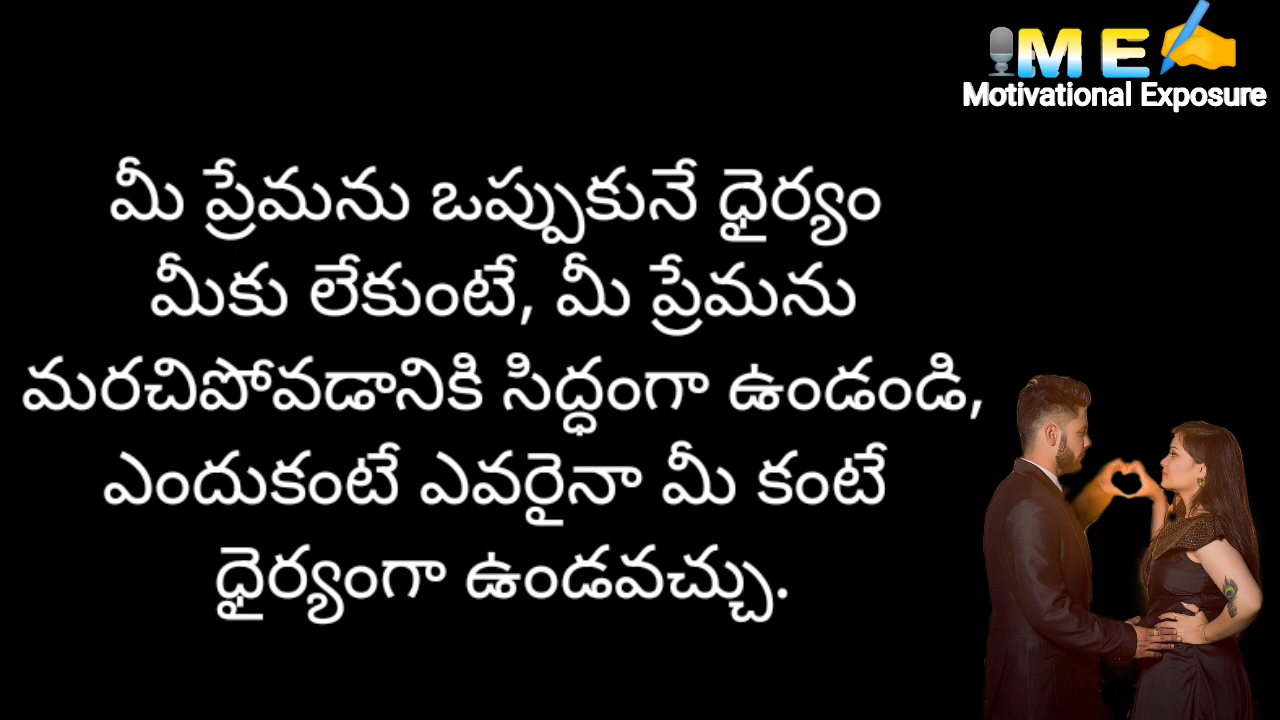 M E
Motivational Exposure
మీ ప్రేమను ఒప్పుకునే ధైర్యం
మీకు లేకుంటే, మీ ప్రేమను
మరచిపోవడానికి సిద్ధంగా ఉండండి,
ఎందుకంటే ఎవరైనా మీ కంటే
ధైర్యంగా ఉండవచ్చు.